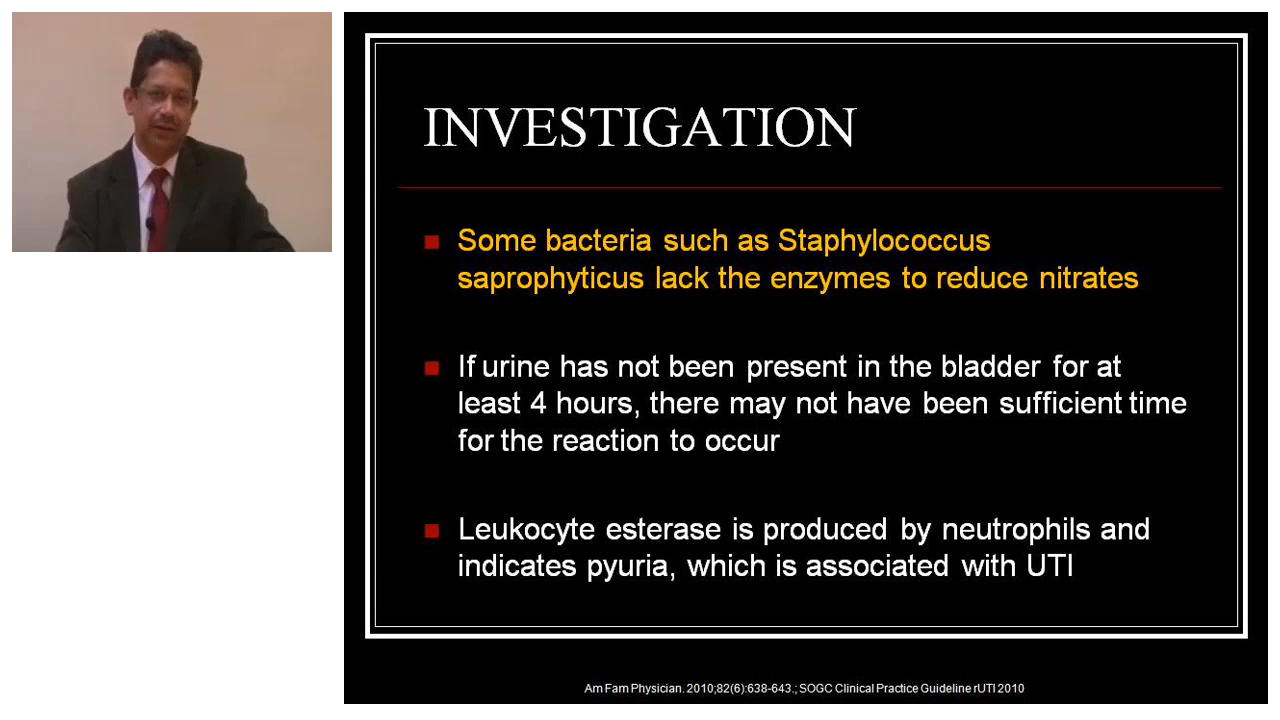 INVESTIGATION
Some bacteria such as Staphylococcus
saprophyticus lack the enzymes to reduce nitrates
If urine has not been present in the bladder for at
least 4 hours, there may not have been sufficient time
for the reaction to occur
Leukocyte esterase is produced by neutrophils and
indicates pyuria, which is associated with UTI
Am Fam Physician. 2010;82(6):638-643.; SOGC Clinical Practice Guideline rUTI 2010